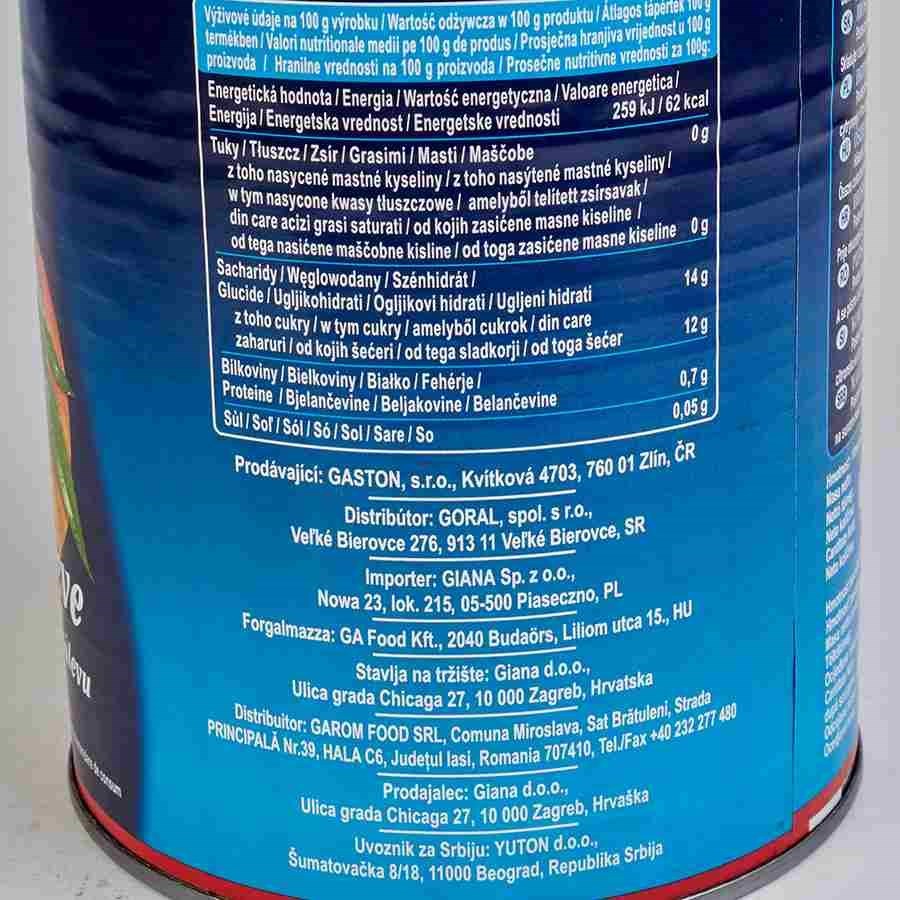 Výživové údaje na 100 g výrobku / Wartość odżywcza w 100 g produktu / Átlagos tápérték 100 g
termékben / Valori nutritionale medii pe 100 g de produs / Prosječna hranjiva vrijednost u 100 g
proizvoda / Hranilne vrednosti na 100 g proizvoda / Prosečne nutritivne vrednosti za 100g:
Energetická hodnota / Energia / Wartość energetyczna / Valoare energetica /
Energija / Energetska vrednost / Energetske vrednosti 259 kJ / 62 kcal
Tuky / Tłuszcz / Zsír / Grasimi / Masti / Maščobe 0 g
z toho nasycené mastné kyseliny / z toho nasýtené mastné kyseliny /
w tym nasycone kwasy tłuszczowe / amelyből telített zsírsavak /
din care acizi grasi saturati / od kojih zasićene masne kiseline /
od tega nasićene maščobne kisline / od toga zasićene masne kiseline 0 g
Sacharidy / Węglowodany / Szénhidrát / 14 g
Glucide / Ugljikohidrati / Ogljikovi hidrati / Ugljeni hidrati
z toho cukry / w tym cukry / amelyből cukrok / din care 12 g
zaharuri / od kojih šećeri / od tega sladkorji / od toga šećer
Bílkoviny / Bielkoviny / Białko / Fehérje /
Proteine / Bjelančevine / Beljakovine / Belančevine 0,7 g
Sůl / Soľ / Sól / Só / Sol / Sare / So 0,05 g
Prodávající: GASTON, s.r.o., Kvítková 4703, 760 01 Zlín, ČR
Distribútor: GORAL, spol. s r.o.,
Veľké Bierovce 276, 913 11 Veľké Bierovce, SR
Importer: GIANA Sp. z o.o.,
Nowa 23, lok. 215, 05-500 Piaseczno, PL
Forgalmazza: GA Food Kft., 2040 Budaörs, Liliom utca 15., HU
Stavlja na tržište: Giana d.o.o.,
Ulica grada Chicaga 27, 10 000 Zagreb, Hrvatska
Distribuitor: GAROM FOOD SRL, Comuna Miroslava, Sat Brătuleni, Strada
PRINCIPALĂ Nr.39, HALA C6, Județul Iasi, Romania 707410, Tel./Fax +40 232 277 480
Prodajalec: Giana d.o.o.,
Ulica grada Chicaga 27, 10 000 Zagreb, Hrvaška
Uvoznik za Srbiju: YUTON d.o.o.,
Šumatovačka 8/18, 11000 Beograd, Republika Srbija